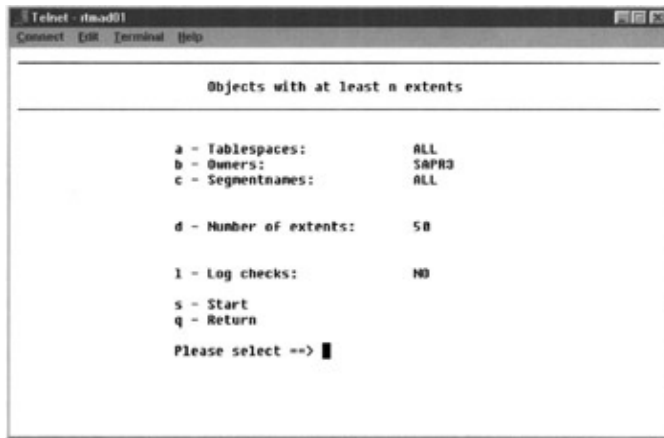 Telnet - rtmad01
Connect Edit Terminal Help
Objects with at least n extents
a - Tablespaces: ALL
b - Owners: SAPR3
c - Segmentnames: ALL
d - Number of extents: 50
l - Log checks: NO
s - Start
q - Return
Please select ==>